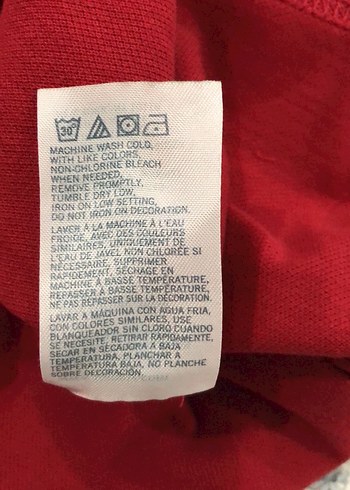 30°
MACHINE WASH COLD,
WITH LIKE COLORS,
NON-CHLORINE BLEACH
WHEN NEEDED,
REMOVE PROMPTLY,
TUMBLE DRY LOW,
IRON ON LOW SETTING,
DO NOT IRON ON DECORATION.
LAVER À LA MACHINE À L'EAU
FROIDE, AVEC DES COULEURS
SIMILAIRES, UNIQUEMENT DE
L'EAU DE JAVEL NON CHLORÉE SI
NÉCESSAIRE, SUPPRIMER
RAPIDEMENT, SÉCHAGE EN
MACHINE À BASSE TEMPÉRATURE,
REPASSER À BASSE TEMPÉRATURE,
NE PAS REPASSER SUR LA DÉCORATION.
LAVAR A MÁQUINA CON AGUA FRIA,
CON COLORES SIMILARES, USE
BLANQUEADOR SIN CLORO CUANDO
SE NECESITE, RETIRAR RÁPIDAMENTE,
SECAR EN SECADORA A BAJA
TEMPERATURA, PLANCHAR A
TEMPERATURA BAJA, NO PLANCHE
SOBRE DECORACIÓN.